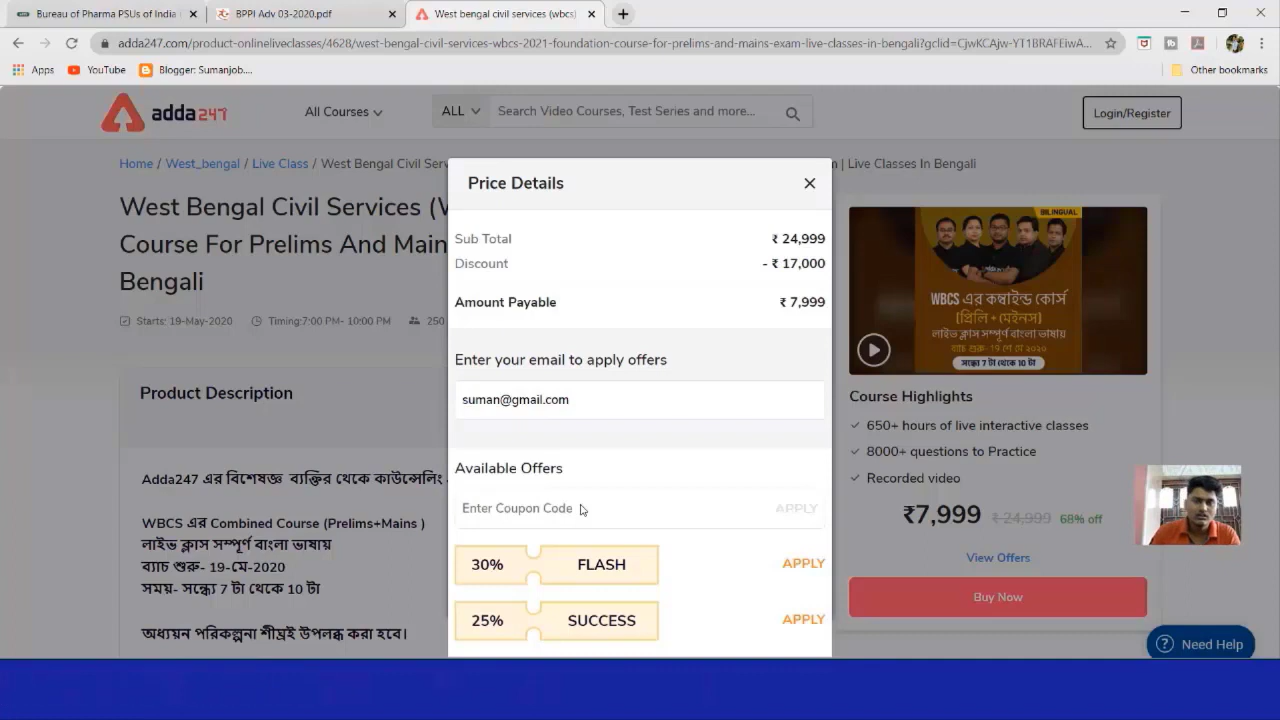 Bureau of Pharma PSUs of India
BPPI Adv 03-2020.pdf
West bengal civil services (wbcs)
adda247.com/product-onlineliveclasses/4628/west-bengal-civil-services-wbcs-2021-foundation-course-for-prelims-and-mains-exam-live-classes-in-bengali?gclid=CjwKCAjw-YT1BRAFEiwA...
Apps
YouTube
Blogger: Sumanjob....
Other bookmarks
adda247
All Courses
ALL
Search Video Courses, Test Series and more...
Login/Register
Home / West_bengal / Live Class / West Bengal Civil Serv
| Live Classes In Bengali
West Bengal Civil Services (W
Course For Prelims And Main
Bengali
Starts: 19-May-2020
Timing:7:00 PM- 10:00 PM
250
Product Description
Adda247 এর বিশেষজ্ঞ ব্যক্তির থেকে কাউন্সেলিং
WBCS এর Combined Course (Prelims+Mains )
লাইভ ক্লাস সম্পূর্ণ বাংলা ভাষায়
ব্যাচ শুরু- 19-মে-2020
সময়- সন্ধ্যে 7 টা থেকে 10 টা
অধ্যয়ন পরিকল্পনা শীঘ্রই উপলব্ধ করা হবে।
Price Details
Sub Total ₹ 24,999
Discount - ₹ 17,000
Amount Payable ₹ 7,999
Enter your email to apply offers
suman@gmail.com
Available Offers
Enter Coupon Code APPLY
30% FLASH APPLY
25% SUCCESS APPLY
BILINGUAL
WBCS এর কম্বাইন্ড কোর্স
[প্রিলি + (মেইনস]
লাইভ ক্লাস সম্পূর্ণ বাংলা ভাষায়
ব্যাচ শুরু- 19 শে মে ২০২০
সন্ধ্যে 7 টা থেকে 10 টা
Course Highlights
650+ hours of live interactive classes
8000+ questions to Practice
Recorded video
₹7,999 ₹ 24,999 68% off
View Offers
Buy Now
Need Help